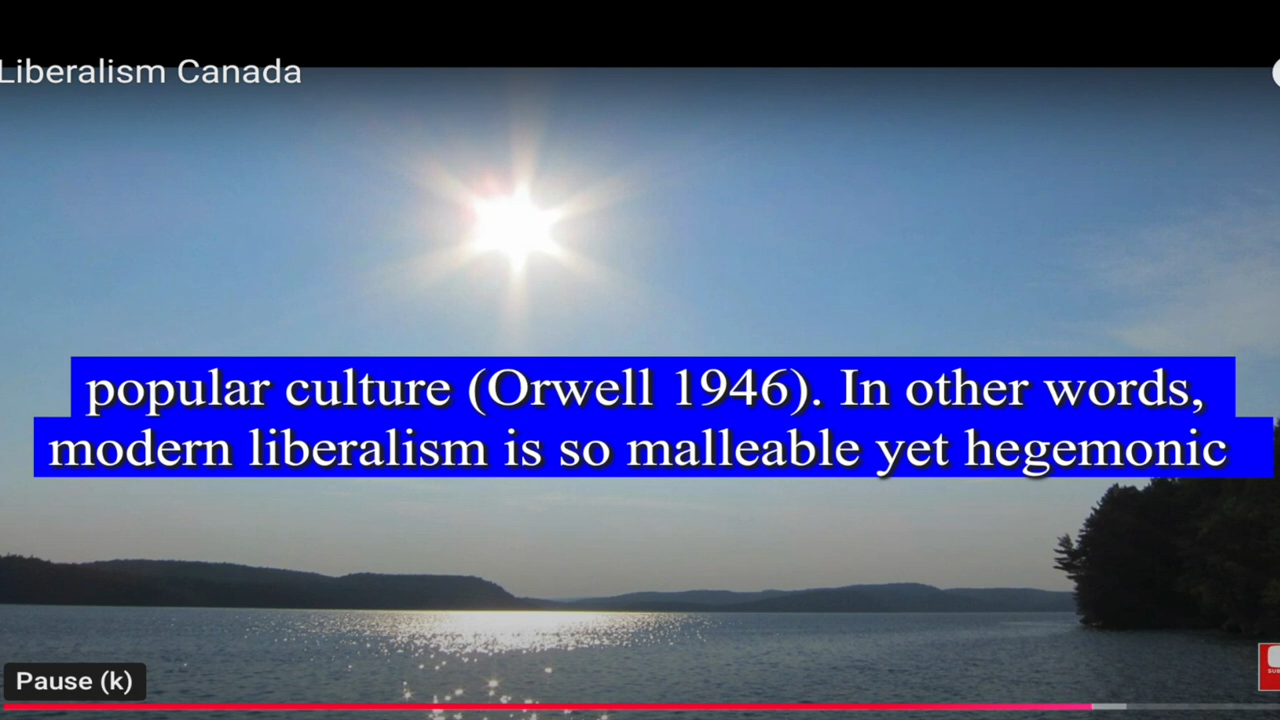 Liberalism Canada
popular culture (Orwell 1946). In other words,
modern liberalism is so malleable yet hegemonic
Pause (k)